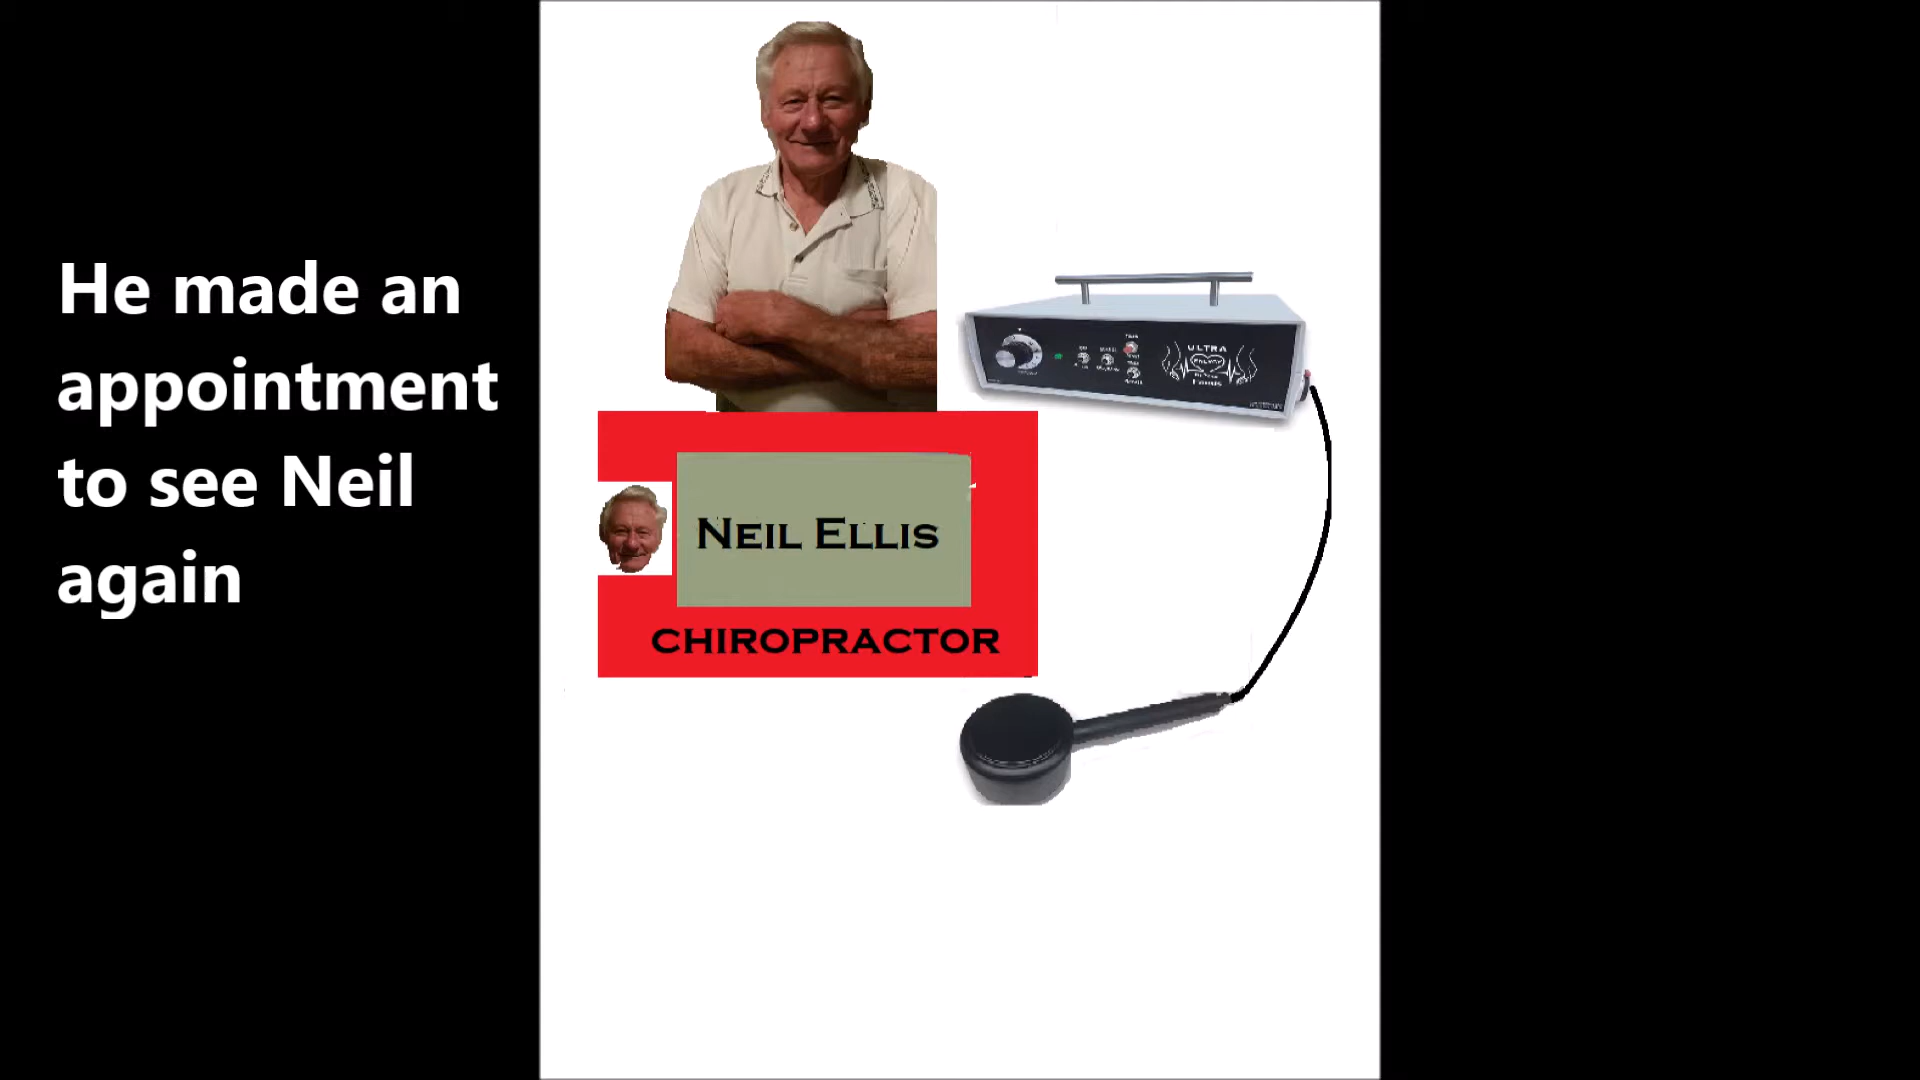 He made an
appointment
to see Neil
again
ULTRA
NEIL ELLIS
CHIROPRACTOR